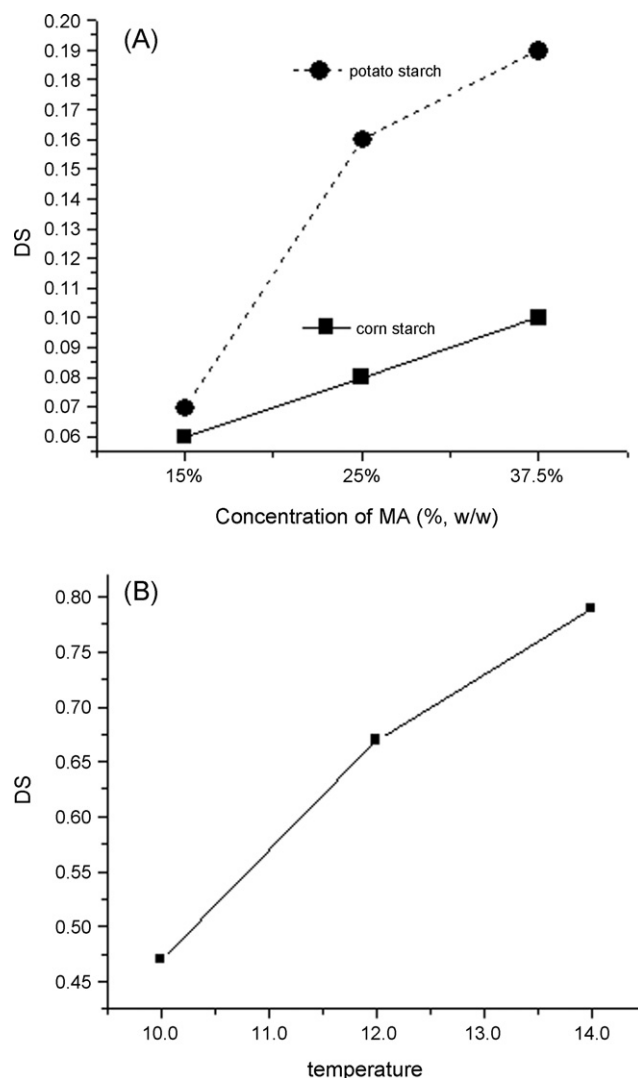 (A)
0.20
0.19
0.18
0.17
0.16
0.15
0.14
0.13
0.12
0.11
0.10
0.09
0.08
0.07
0.06
DS
potato starch
corn starch
15% 25% 37.5%
Concentration of MA (%, w/w)
(B)
0.80
0.75
0.70
0.65
0.60
0.55
0.50
0.45
DS
10.0 11.0 12.0 13.0 14.0
temperature